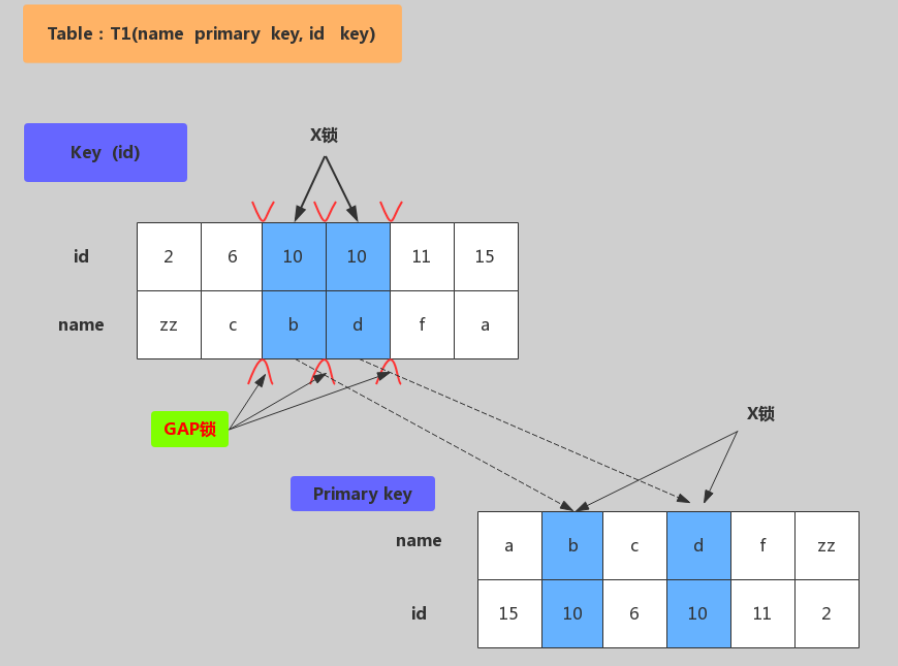 Table : T1(name primary key, id key)
X锁
Key (id)
id 2 6 10 10 11 15
name zz c b d f a
GAP锁
X锁
Primary key
name a b c d f zz
id 15 10 6 10 11 2